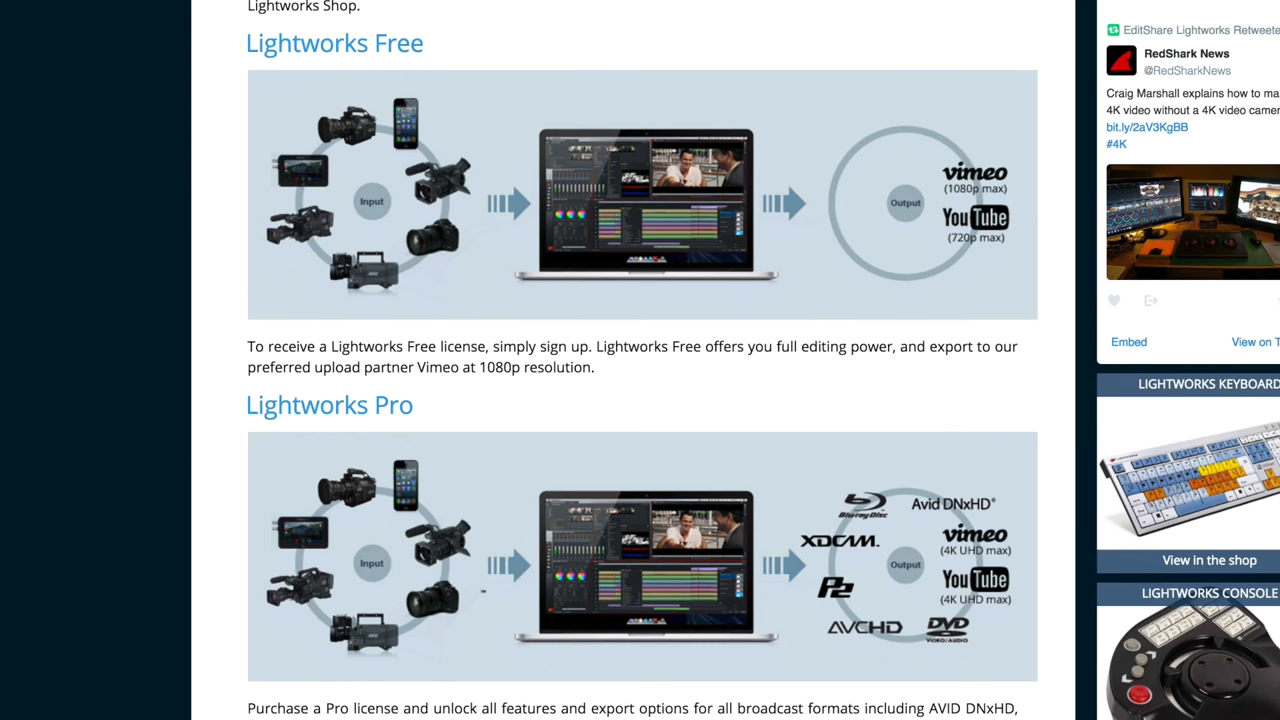 Lightworks Shop.
Lightworks Free
Input
Output
vimeo
(1080p max)
YouTube
(720p max)
To receive a Lightworks Free license, simply sign up. Lightworks Free offers you full editing power, and export to our
preferred upload partner Vimeo at 1080p resolution.
Lightworks Pro
Input
Output
Blu-ray Disc
Avid DNxHD®
XDCAM.
vimeo
(4K UHD max)
P2
YouTube
(4K UHD max)
AVCHD
DVD
VIDEO/AUDIO
Purchase a Pro license and unlock all features and export options for all broadcast formats including AVID DNxHD,
EditShare Lightworks Retweete
RedShark News
@RedSharkNews
Craig Marshall explains how to ma
4K video without a 4K video camer
bit.ly/2aV3KgBB
#4K
Embed
View on T
LIGHTWORKS KEYBOARD
View in the shop
LIGHTWORKS CONSOLE